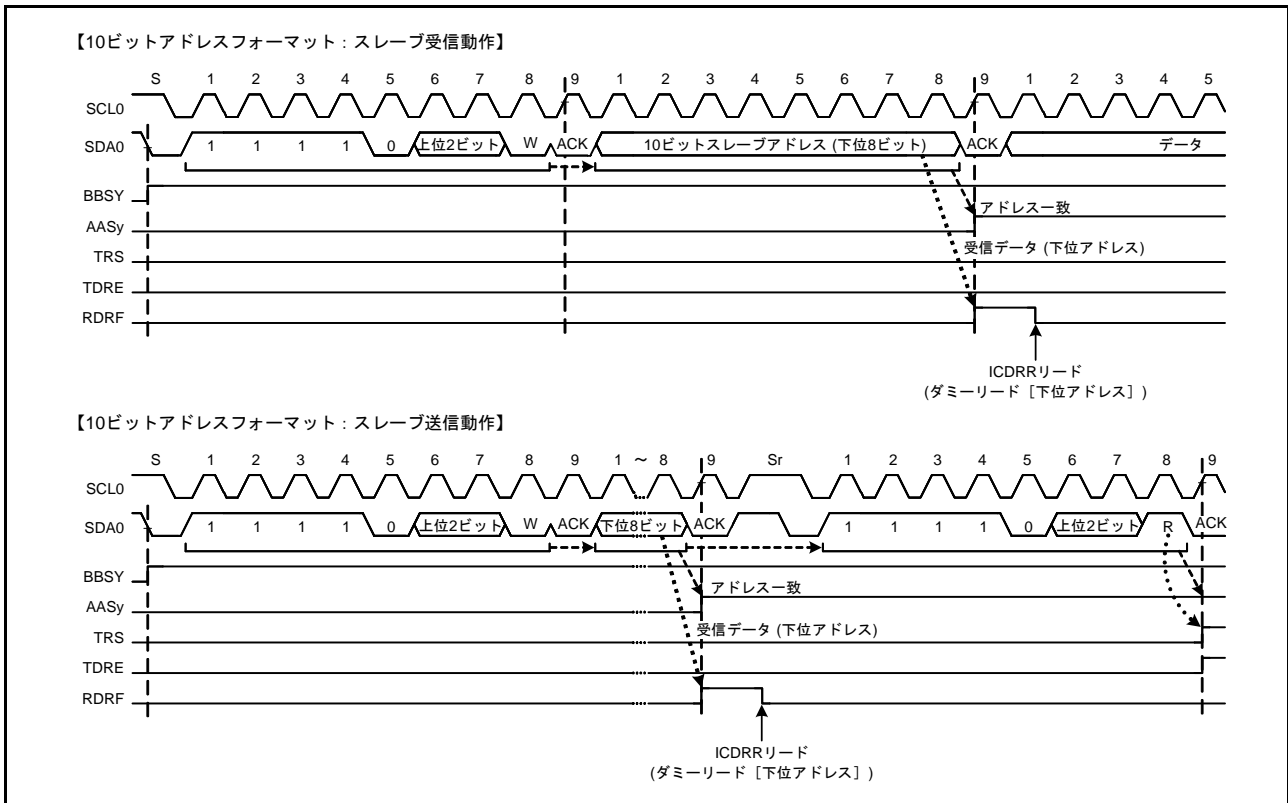 【10ビットアドレスフォーマット：スレーブ受信動作】
S 1 2 3 4 5 6 7 8 9 1 2 3 4 5 6 7 8 9 1 2 3 4 5
SCL0
SDA0 1 1 1 1 0 上位2ビット W ACK 10ビットスレーブアドレス (下位8ビット) ACK データ
BBSY
アドレス一致
AASy
受信データ (下位アドレス)
TRS
TDRE
RDRF
ICDRRリード
(ダミーリード［下位アドレス］)
【10ビットアドレスフォーマット：スレーブ送信動作】
S 1 2 3 4 5 6 7 8 9 1 ～ 8 9 Sr 1 2 3 4 5 6 7 8 9
SCL0
SDA0 1 1 1 1 0 上位2ビット W ACK 下位8ビット ACK 1 1 1 1 0 上位2ビット R ACK
BBSY
アドレス一致
AASy
受信データ (下位アドレス)
TRS
TDRE
RDRF
ICDRRリード
(ダミーリード［下位アドレス］)